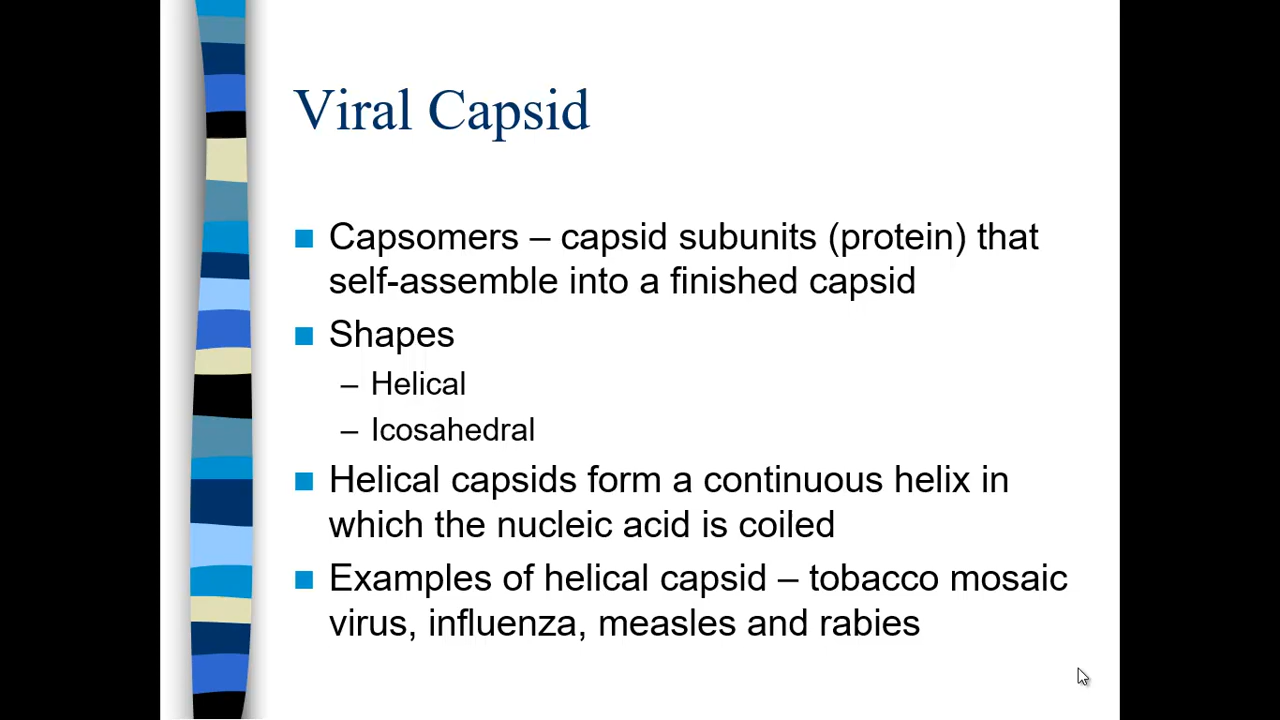 Viral Capsid
■ Capsomers – capsid subunits (protein) that
self-assemble into a finished capsid
■ Shapes
– Helical
– Icosahedral
■ Helical capsids form a continuous helix in
which the nucleic acid is coiled
■ Examples of helical capsid – tobacco mosaic
virus, influenza, measles and rabies